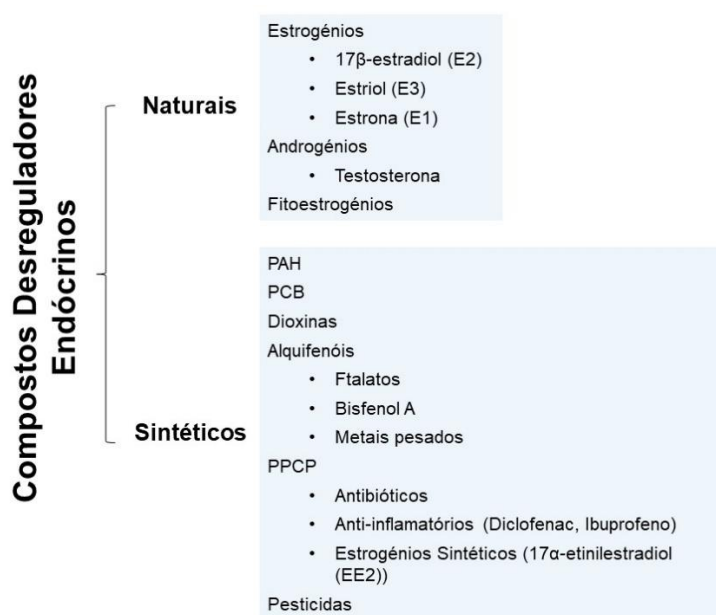 Compostos Desreguladores
Endócrinos
Naturais
Estrogénios
• 17β-estradiol (E2)
• Estriol (E3)
• Estrona (E1)
Androgénios
• Testosterona
Fitoestrogénios
Sintéticos
PAH
PCB
Dioxinas
Alquifenóis
• Ftalatos
• Bisfenol A
• Metais pesados
PPCP
• Antibióticos
• Anti-inflamatórios (Diclofenac, Ibuprofeno)
• Estrogénios Sintéticos (17α-etinilestradiol
(EE2))
Pesticidas